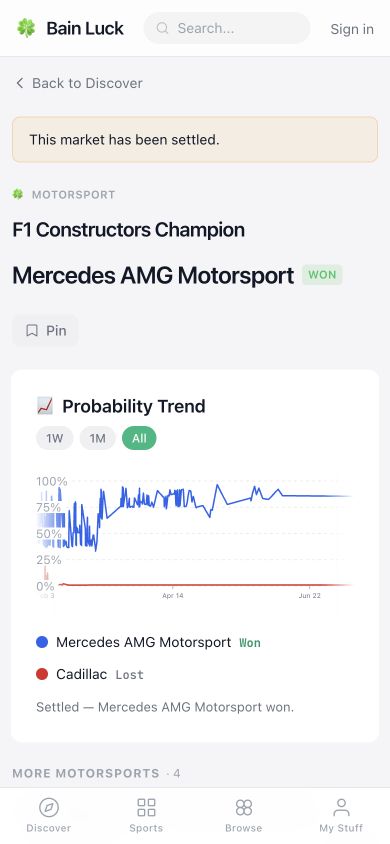 Bain Luck
Search...
Sign in
Back to Discover
This market has been settled.
MOTORSPORT
F1 Constructors Champion
Mercedes AMG Motorsport WON
Pin
Probability Trend
1W 1M All
100%
75%
50%
25%
0%
Apr 14 Jun 22
Mercedes AMG Motorsport Won
Cadillac Lost
Settled — Mercedes AMG Motorsport won.
MORE MOTORSPORTS · 4
Discover Sports Browse My Stuff